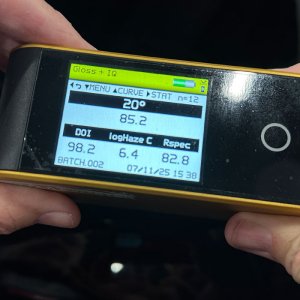 Gloss + IQ
▼MENU ▲CURVE ▶STAT n=12
20°
85.2
DOI logHaze C Rspec
98.2 6.4 82.8
BATCH.002 07/11/25 15 38